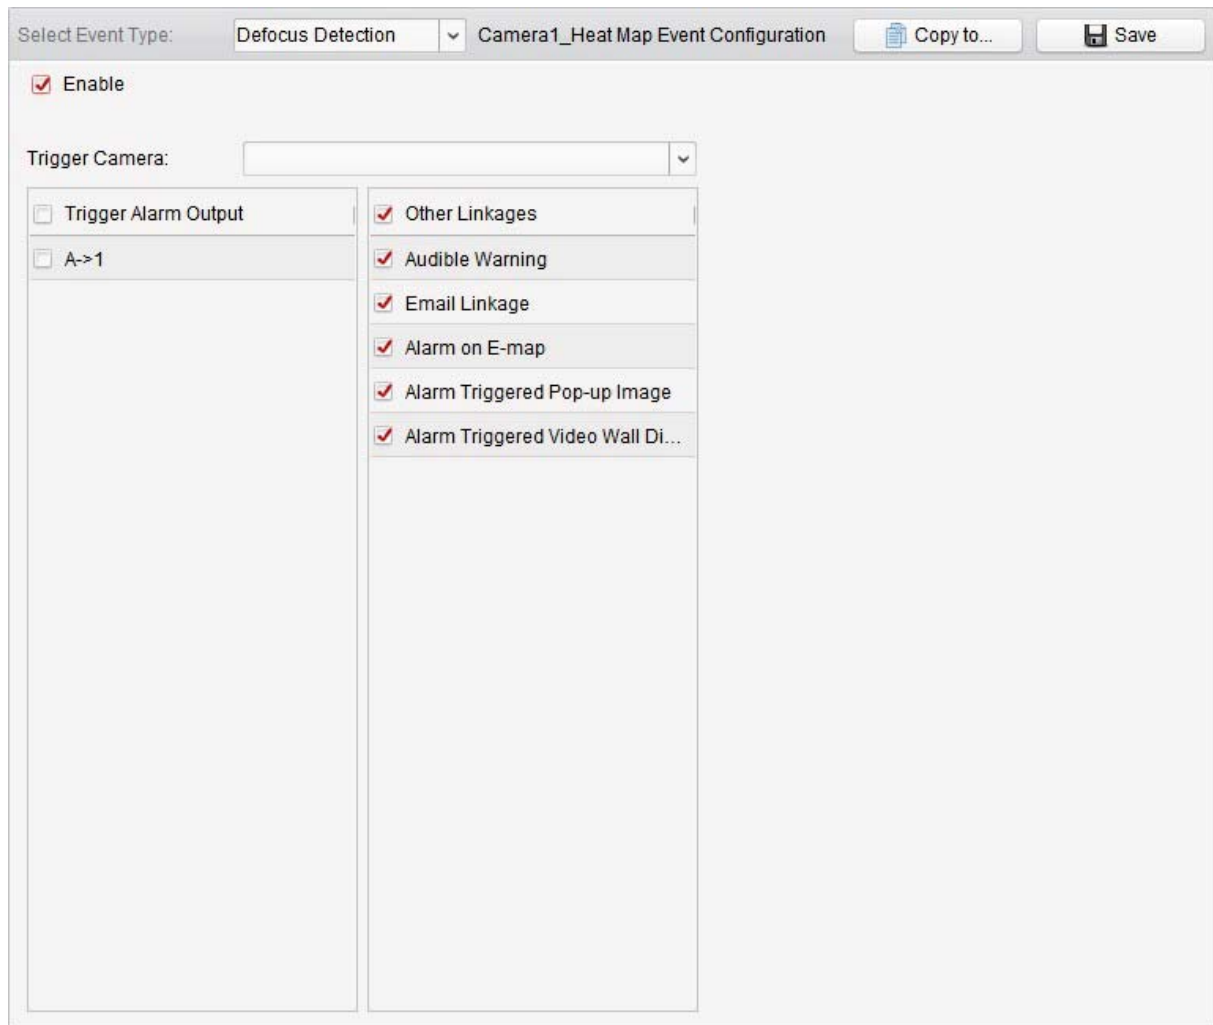 Select Event Type: Defocus Detection Camera1_Heat Map Event Configuration Copy to... Save
Enable
Trigger Camera:
Trigger Alarm Output
A->1
Other Linkages
Audible Warning
Email Linkage
Alarm on E-map
Alarm Triggered Pop-up Image
Alarm Triggered Video Wall Di...